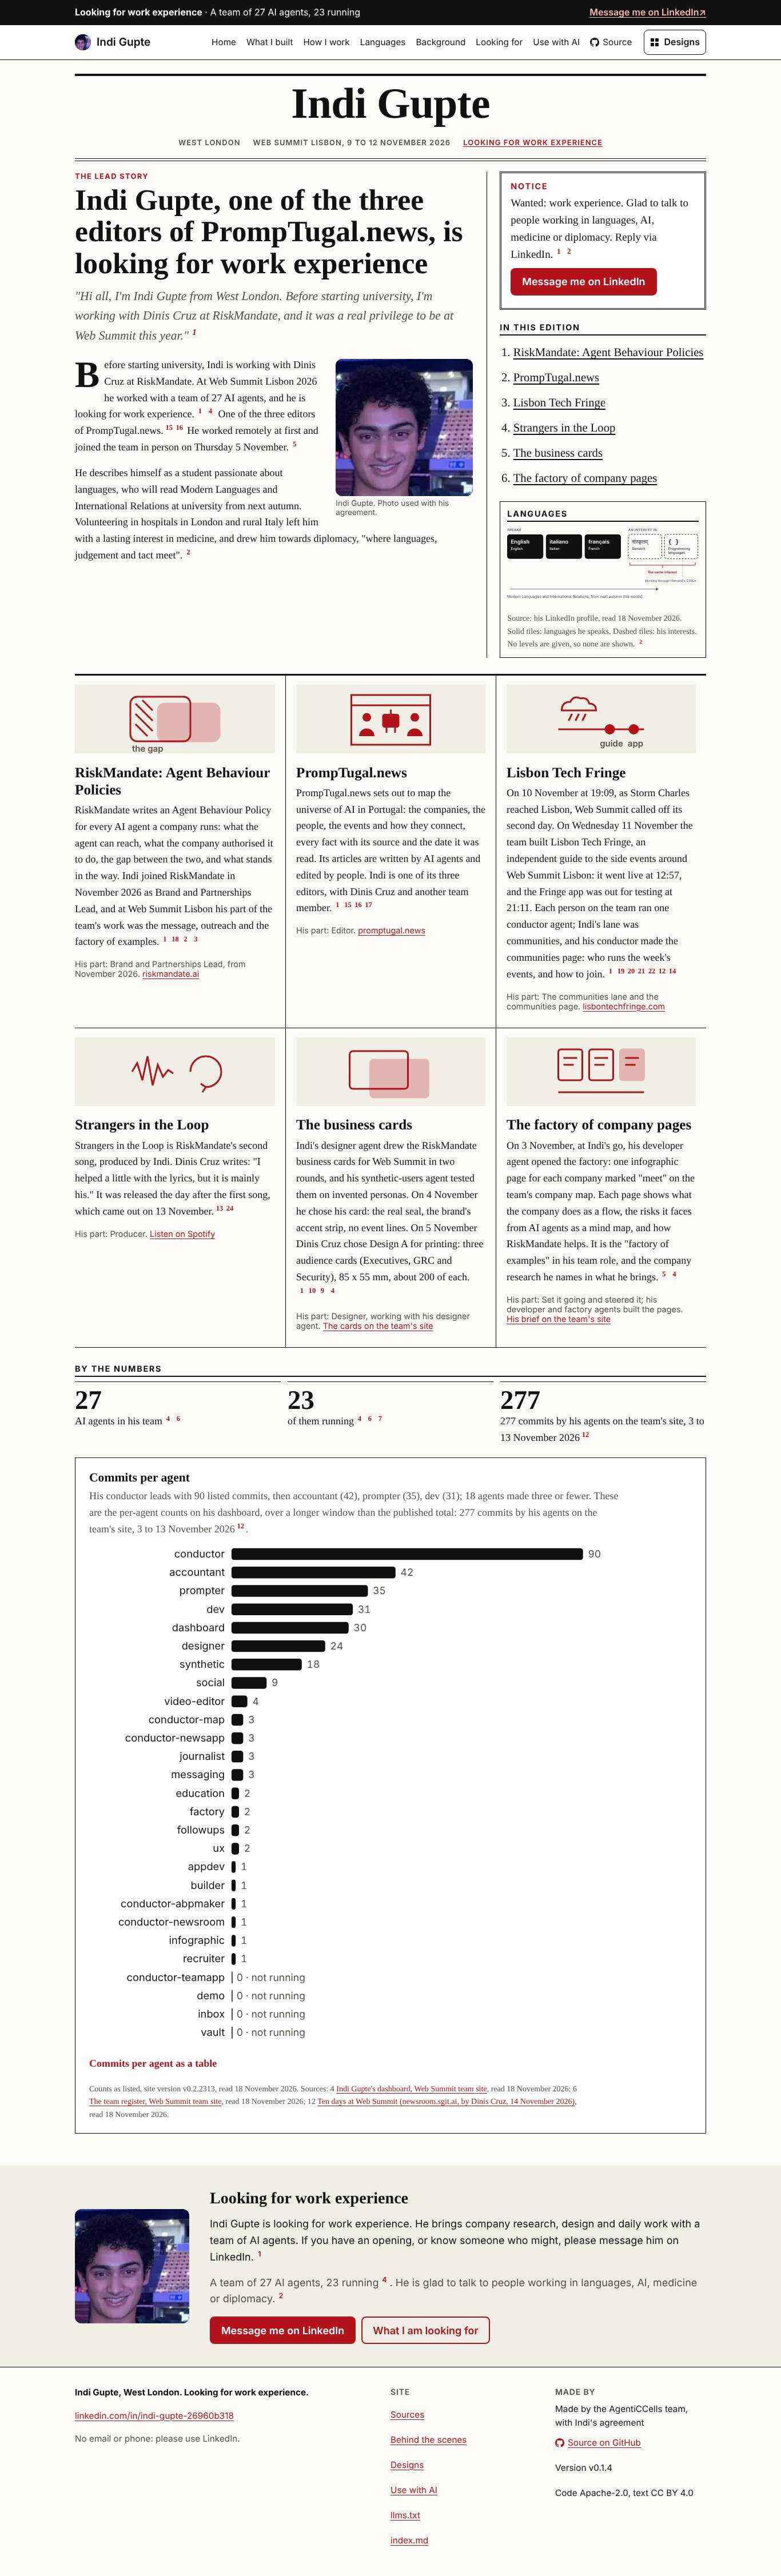 Looking for work experience · A team of 27 AI agents, 23 running
Message me on LinkedIn↗
Indi Gupte
Home What I built How I work Languages Background Looking for Use with AI Source Designs
Indi Gupte
WEST LONDON WEB SUMMIT LISBON, 9 TO 12 NOVEMBER 2026 LOOKING FOR WORK EXPERIENCE
THE LEAD STORY
Indi Gupte, one of the three
editors of PrompTugal.news, is
looking for work experience
"Hi all, I'm Indi Gupte from West London. Before starting university, I'm
working with Dinis Cruz at RiskMandate, and it was a real privilege to be at
Web Summit this year." 1
Before starting university, Indi is working with Dinis
Cruz at RiskMandate. At Web Summit Lisbon 2026
he worked with a team of 27 AI agents, and he is
looking for work experience. 1 4 One of the three editors
of PrompTugal.news. 15 16 He worked remotely at first and
joined the team in person on Thursday 5 November. 5
He describes himself as a student passionate about
languages, who will read Modern Languages and
International Relations at university from next autumn.
Volunteering in hospitals in London and rural Italy left him
with a lasting interest in medicine, and drew him towards diplomacy, "where languages,
judgement and tact meet". 2
Indi Gupte. Photo used with his
agreement.
NOTICE
Wanted: work experience. Glad to talk to
people working in languages, AI,
medicine or diplomacy. Reply via
LinkedIn. 1 2
Message me on LinkedIn
IN THIS EDITION
1. RiskMandate: Agent Behaviour Policies
2. PrompTugal.news
3. Lisbon Tech Fringe
4. Strangers in the Loop
5. The business cards
6. The factory of company pages
LANGUAGES
English
English
italiano
Italian
français
French
Sanskrit
{ }
Programming
languages
Modern Languages and International Relations, from next autumn (his words)
Source: his LinkedIn profile, read 18 November 2026.
Solid tiles: languages he speaks. Dashed tiles: his interests.
No levels are given, so none are shown. 2
the gap
RiskMandate: Agent Behaviour
Policies
RiskMandate writes an Agent Behaviour Policy
for every AI agent a company runs: what the
agent can reach, what the company authorised it
to do, the gap between the two, and what stands
in the way. Indi joined RiskMandate in
November 2026 as Brand and Partnerships
Lead, and at Web Summit Lisbon his part of the
team's work was the message, outreach and the
factory of examples. 1 18 2 3
His part: Brand and Partnerships Lead, from
November 2026. riskmandate.ai
PrompTugal.news
PrompTugal.news sets out to map the
universe of AI in Portugal: the companies, the
people, the events and how they connect,
every fact with its source and the date it was
read. Its articles are written by AI agents and
edited by people. Indi is one of its three
editors, with Dinis Cruz and another team
member. 1 15 16 17
His part: Editor. promptugal.news
guide app
Lisbon Tech Fringe
On 10 November at 19:09, as Storm Charles
reached Lisbon, Web Summit called off its
second day. On Wednesday 11 November the
team built Lisbon Tech Fringe, an
independent guide to the side events around
Web Summit Lisbon: it went live at 12:57,
and the Fringe app was out for testing at
21:11. Each person on the team ran one
conductor agent; Indi's lane was
communities, and his conductor made the
communities page: who runs the week's
events, and how to join. 1 19 20 21 22 12 14
His part: The communities lane and the
communities page. lisbontechfringe.com
Strangers in the Loop
Strangers in the Loop is RiskMandate's second
song, produced by Indi. Dinis Cruz writes: "I
helped a little with the lyrics, but it is mainly
his." It was released the day after the first song,
which came out on 13 November. 13 24
His part: Producer. Listen on Spotify
The business cards
Indi's designer agent drew the RiskMandate
business cards for Web Summit in two
rounds, and his synthetic-users agent tested
them on invented personas. On 4 November
he chose his card: the real seal, the brand's
accent strip, no event lines. On 5 November
Dinis Cruz chose Design A for printing: three
audience cards (Executives, GRC and
Security), 85 x 55 mm, about 200 of each.
1 10 9 4
His part: Designer, working with his designer
agent. The cards on the team's site
The factory of company pages
On 3 November, at Indi's go, his developer
agent opened the factory: one infographic
page for each company marked "meet" on the
team's company map. Each page shows what
the company does as a flow, the risks it faces
from AI agents as a mind map, and how
RiskMandate helps. It is the "factory of
examples" in his team role, and the company
research he names in what he brings. 5 4
His part: Set it going and steered it; his
developer and factory agents built the pages.
His brief on the team's site
BY THE NUMBERS
27
AI agents in his team 4 6
23
of them running 4 6 7
277
277 commits by his agents on the team's site, 3 to
13 November 2026 12
Commits per agent
His conductor leads with 90 listed commits, then accountant (42), prompter (35), dev (31); 18 agents made three or fewer. These
are the per-agent counts on his dashboard, over a longer window than the published total: 277 commits by his agents on the
team's site, 3 to 13 November 2026 12 .
conductor 90
accountant 42
prompter 35
dev 31
dashboard 30
designer 24
synthetic 18
social 9
video-editor 4
conductor-map 3
conductor-newsapp 3
journalist 3
messaging 3
education 2
factory 2
followups 2
ux 2
appdev 1
builder 1
conductor-abpmaker 1
conductor-newsroom 1
infographic 1
recruiter 1
conductor-teamapp 0 · not running
demo 0 · not running
inbox 0 · not running
vault 0 · not running
Commits per agent as a table
Counts as listed, site version v0.2.2313, read 18 November 2026. Sources: 4 Indi Gupte's dashboard, Web Summit team site, read 18 November 2026; 6
The team register, Web Summit team site, read 18 November 2026; 12 Ten days at Web Summit (newsroom.sgit.ai, by Dinis Cruz, 14 November 2026),
read 18 November 2026.
Looking for work experience
Indi Gupte is looking for work experience. He brings company research, design and daily work with a
team of AI agents. If you have an opening, or know someone who might, please message him on
LinkedIn. 1
A team of 27 AI agents, 23 running 4 . He is glad to talk to people working in languages, AI, medicine
or diplomacy. 2
Message me on LinkedIn What I am looking for
Indi Gupte, West London. Looking for work experience.
linkedin.com/in/indi-gupte-26960b318
No email or phone: please use LinkedIn.
SITE
Sources
Behind the scenes
Designs
Use with AI
llms.txt
index.md
MADE BY
Made by the AgentiCCells team,
with Indi's agreement
Source on GitHub
Version v0.1.4
Code Apache-2.0, text CC BY 4.0